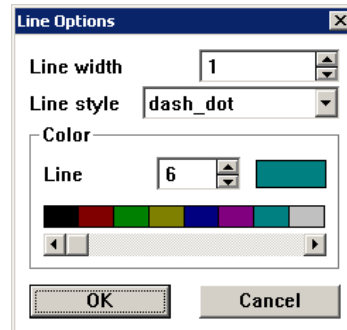 Line Options
Line width 1
Line style dash_dot
Color
Line 6
OK Cancel